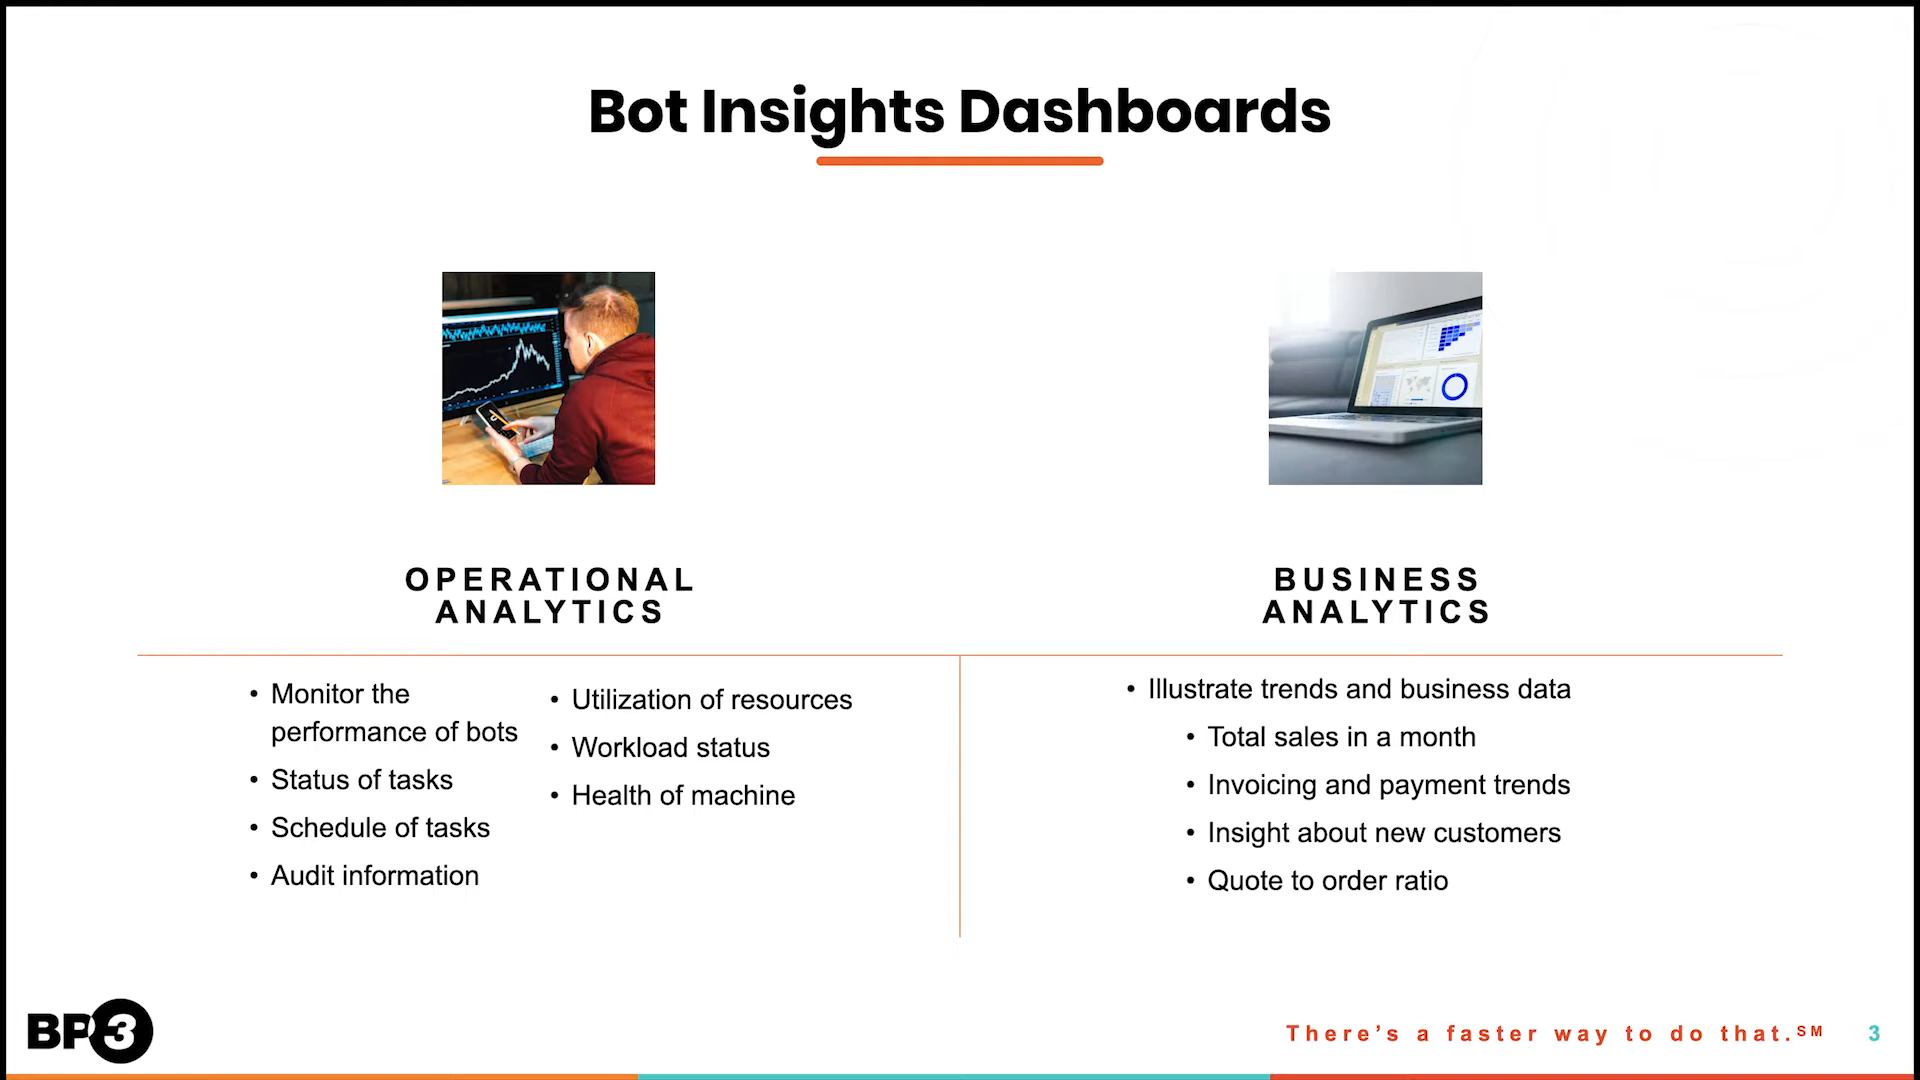 Bot Insights Dashboards
OPERATIONAL
ANALYTICS
• Monitor the
performance of bots
• Status of tasks
• Schedule of tasks
• Audit information
• Utilization of resources
• Workload status
• Health of machine
BUSINESS
ANALYTICS
• Illustrate trends and business data
• Total sales in a month
• Invoicing and payment trends
• Insight about new customers
• Quote to order ratio
BP3
There's a faster way to do that.℠
3